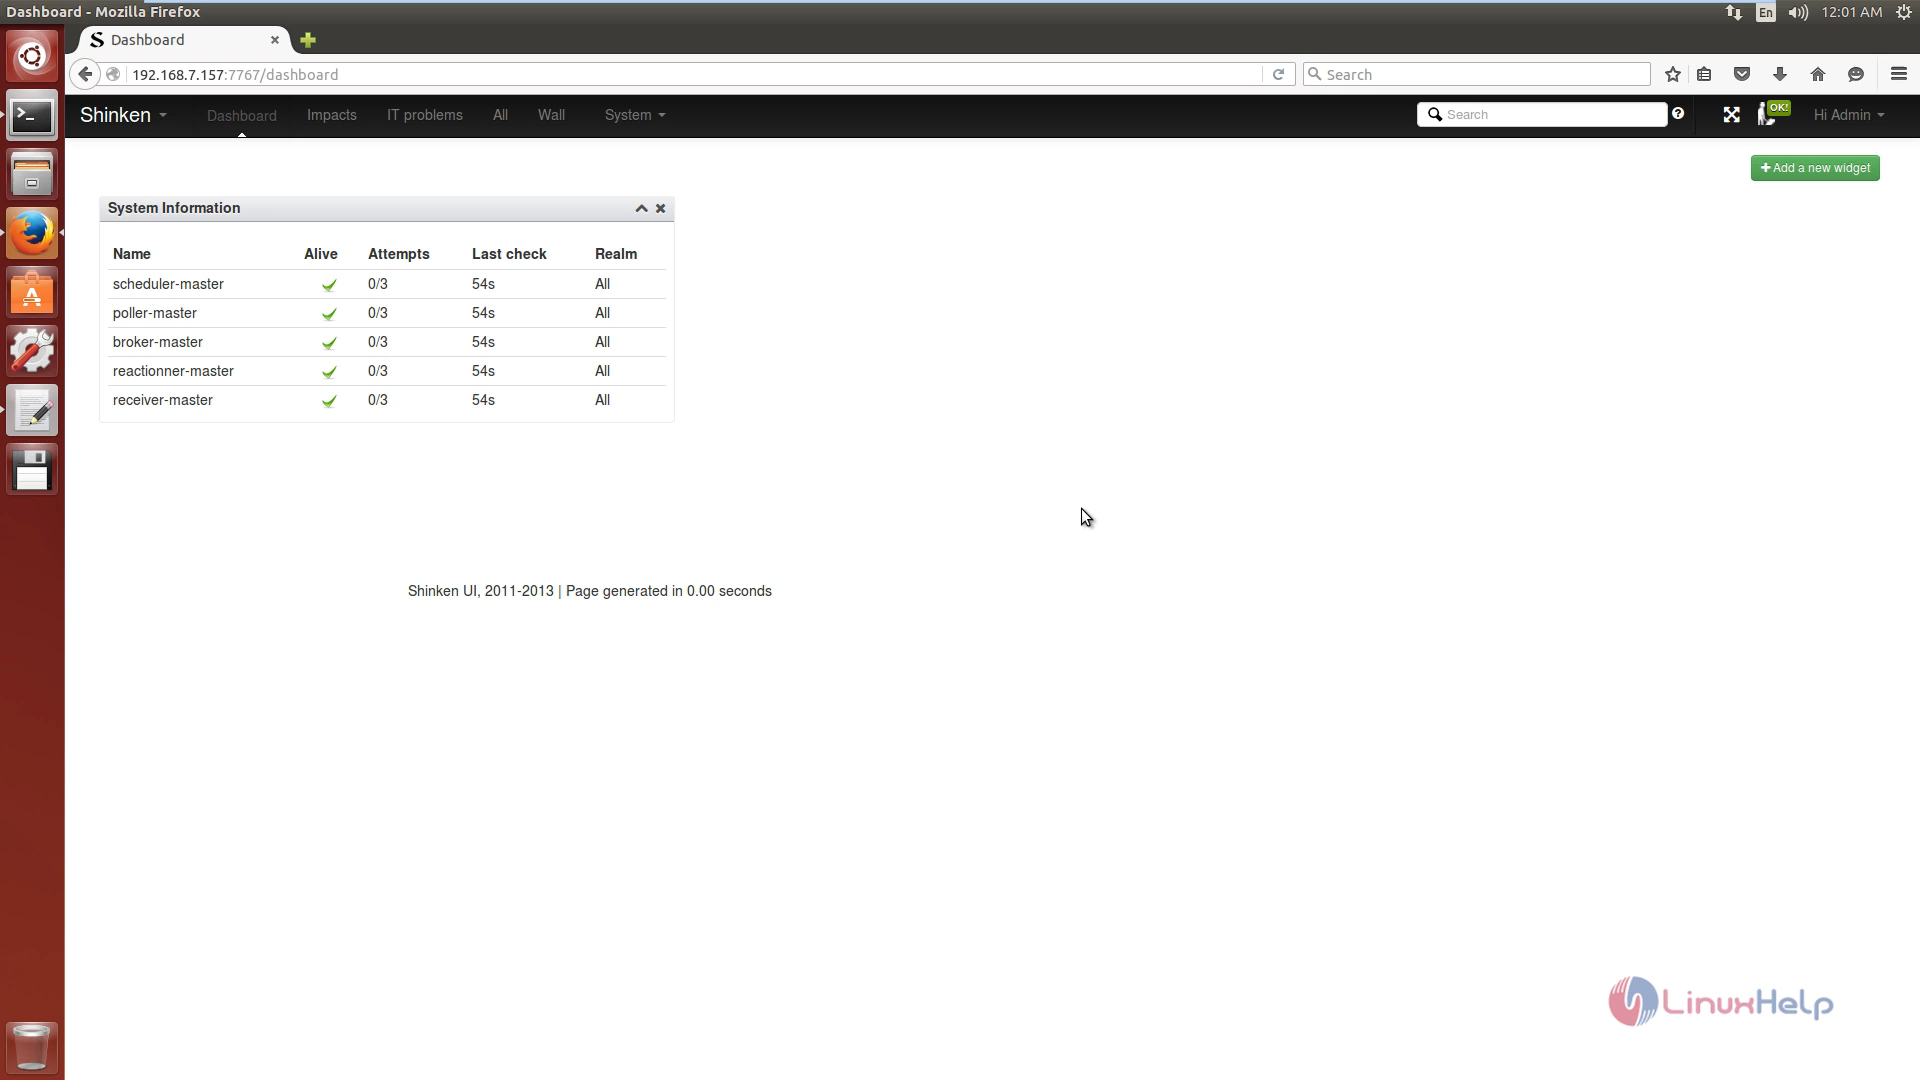 Dashboard - Mozilla Firefox
En 12:01 AM
S Dashboard
192.168.7.157:7767/dashboard
Search
Shinken Dashboard Impacts IT problems All Wall System Search OK! Hi Admin
Add a new widget
System Information
Name Alive Attempts Last check Realm
scheduler-master 0/3 54s All
poller-master 0/3 54s All
broker-master 0/3 54s All
reactionner-master 0/3 54s All
receiver-master 0/3 54s All
Shinken UI, 2011-2013 | Page generated in 0.00 seconds
LinuxHelp